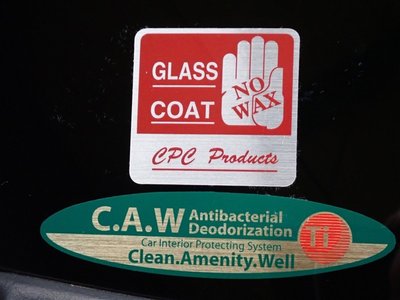 GLASS
COAT
NO
WAX
CPC Products
C.A.W Antibacterial
Deodorization
Ti
Car Interior Protecting System
Clean.Amenity.Well